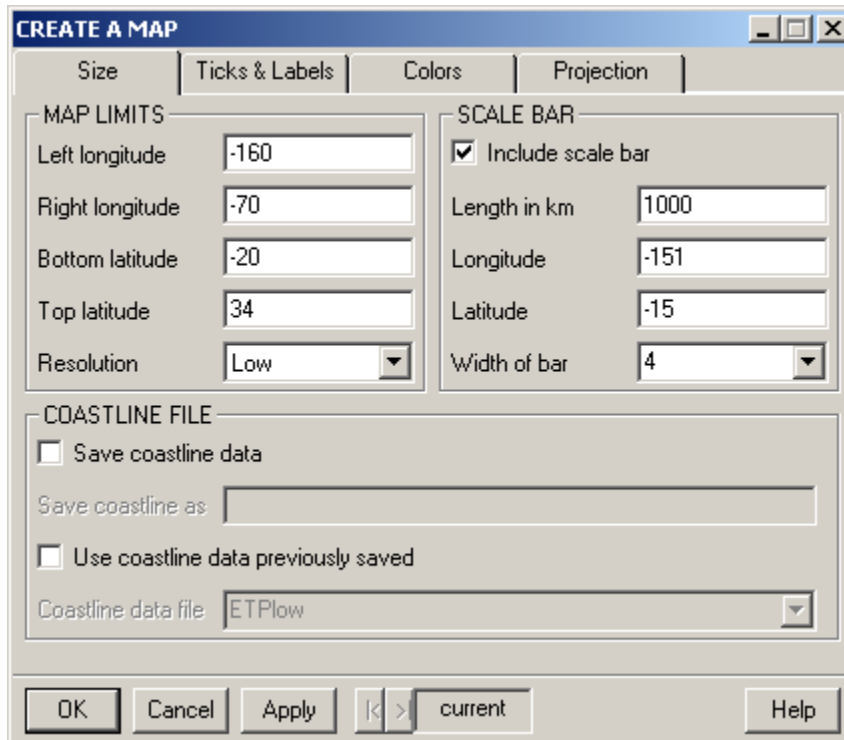 CREATE A MAP
Size
Ticks & Labels
Colors
Projection
MAP LIMITS
Left longitude -160
Right longitude -70
Bottom latitude -20
Top latitude 34
Resolution Low
SCALE BAR
Include scale bar
Length in km 1000
Longitude -151
Latitude -15
Width of bar 4
COASTLINE FILE
Save coastline data
Save coastline as
Use coastline data previously saved
Coastline data file ETPlow
OK Cancel Apply |< >| current Help